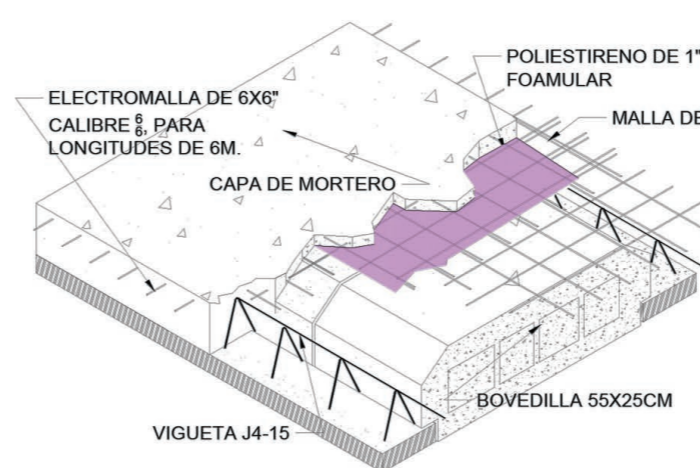 POLIESTIRENO DE 1"
FOAMULAR
ELECTROMALLA DE 6X6"
CALIBRE 6/6, PARA
LONGITUDES DE 6M.
MALLA DE
CAPA DE MORTERO
BOVEDILLA 55X25CM
VIGUETA J4-15